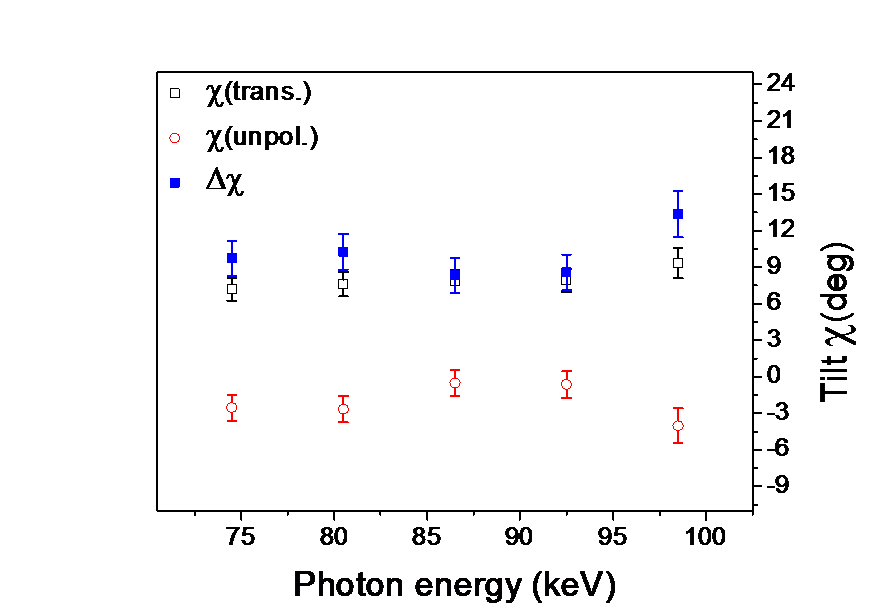 χ(trans.)
χ(unpol.)
Δχ
24
21
18
15
12
9
6
3
0
-3
-6
-9
Tilt χ(deg)
75 80 85 90 95 100
Photon energy (keV)